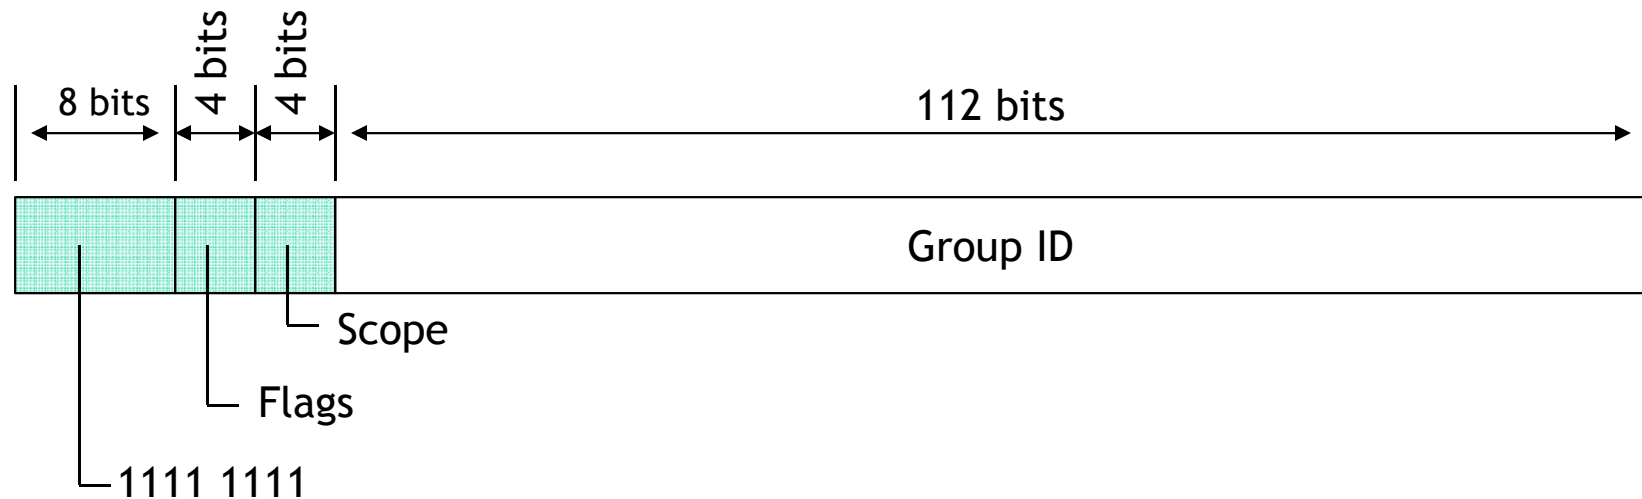 8 bits
4 bits
4 bits
112 bits
Group ID
Scope
Flags
1111 1111